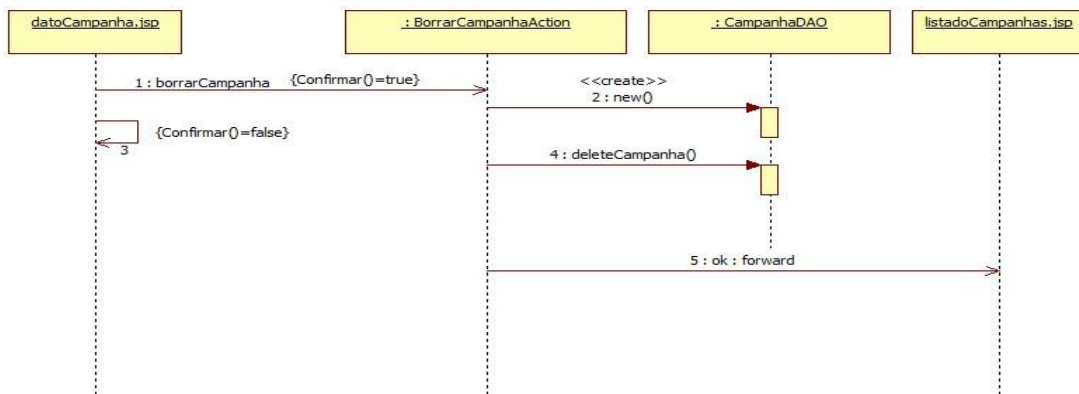 datoCampanha.jsp
: BorrarCampanhaAction
: CampanhaDAO
listadoCampanhas.jsp
1 : borrarCampanha
{Confirmar()=true}
<<create>>
2 : new()
{Confirmar()=false}
3
4 : deleteCampanha()
5 : ok : forward